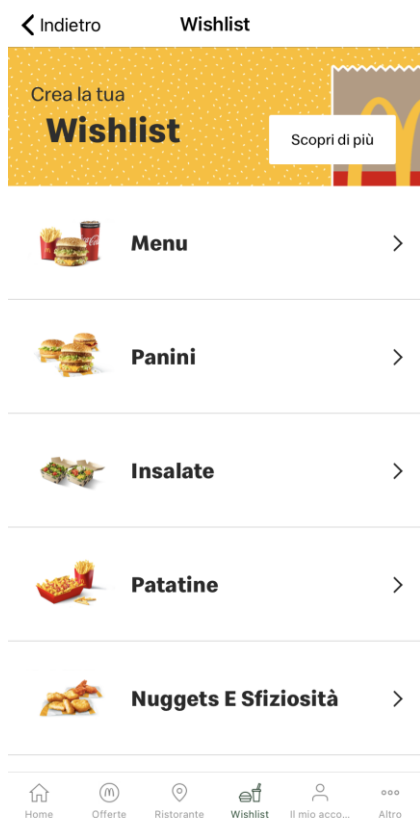 Indietro
Wishlist
Crea la tua
Wishlist
Scopri di più
Menu
Panini
Insalate
Patatine
Nuggets E Sfiziosità
Home
Offerte
Ristorante
Wishlist
Il mio acco...
Altro